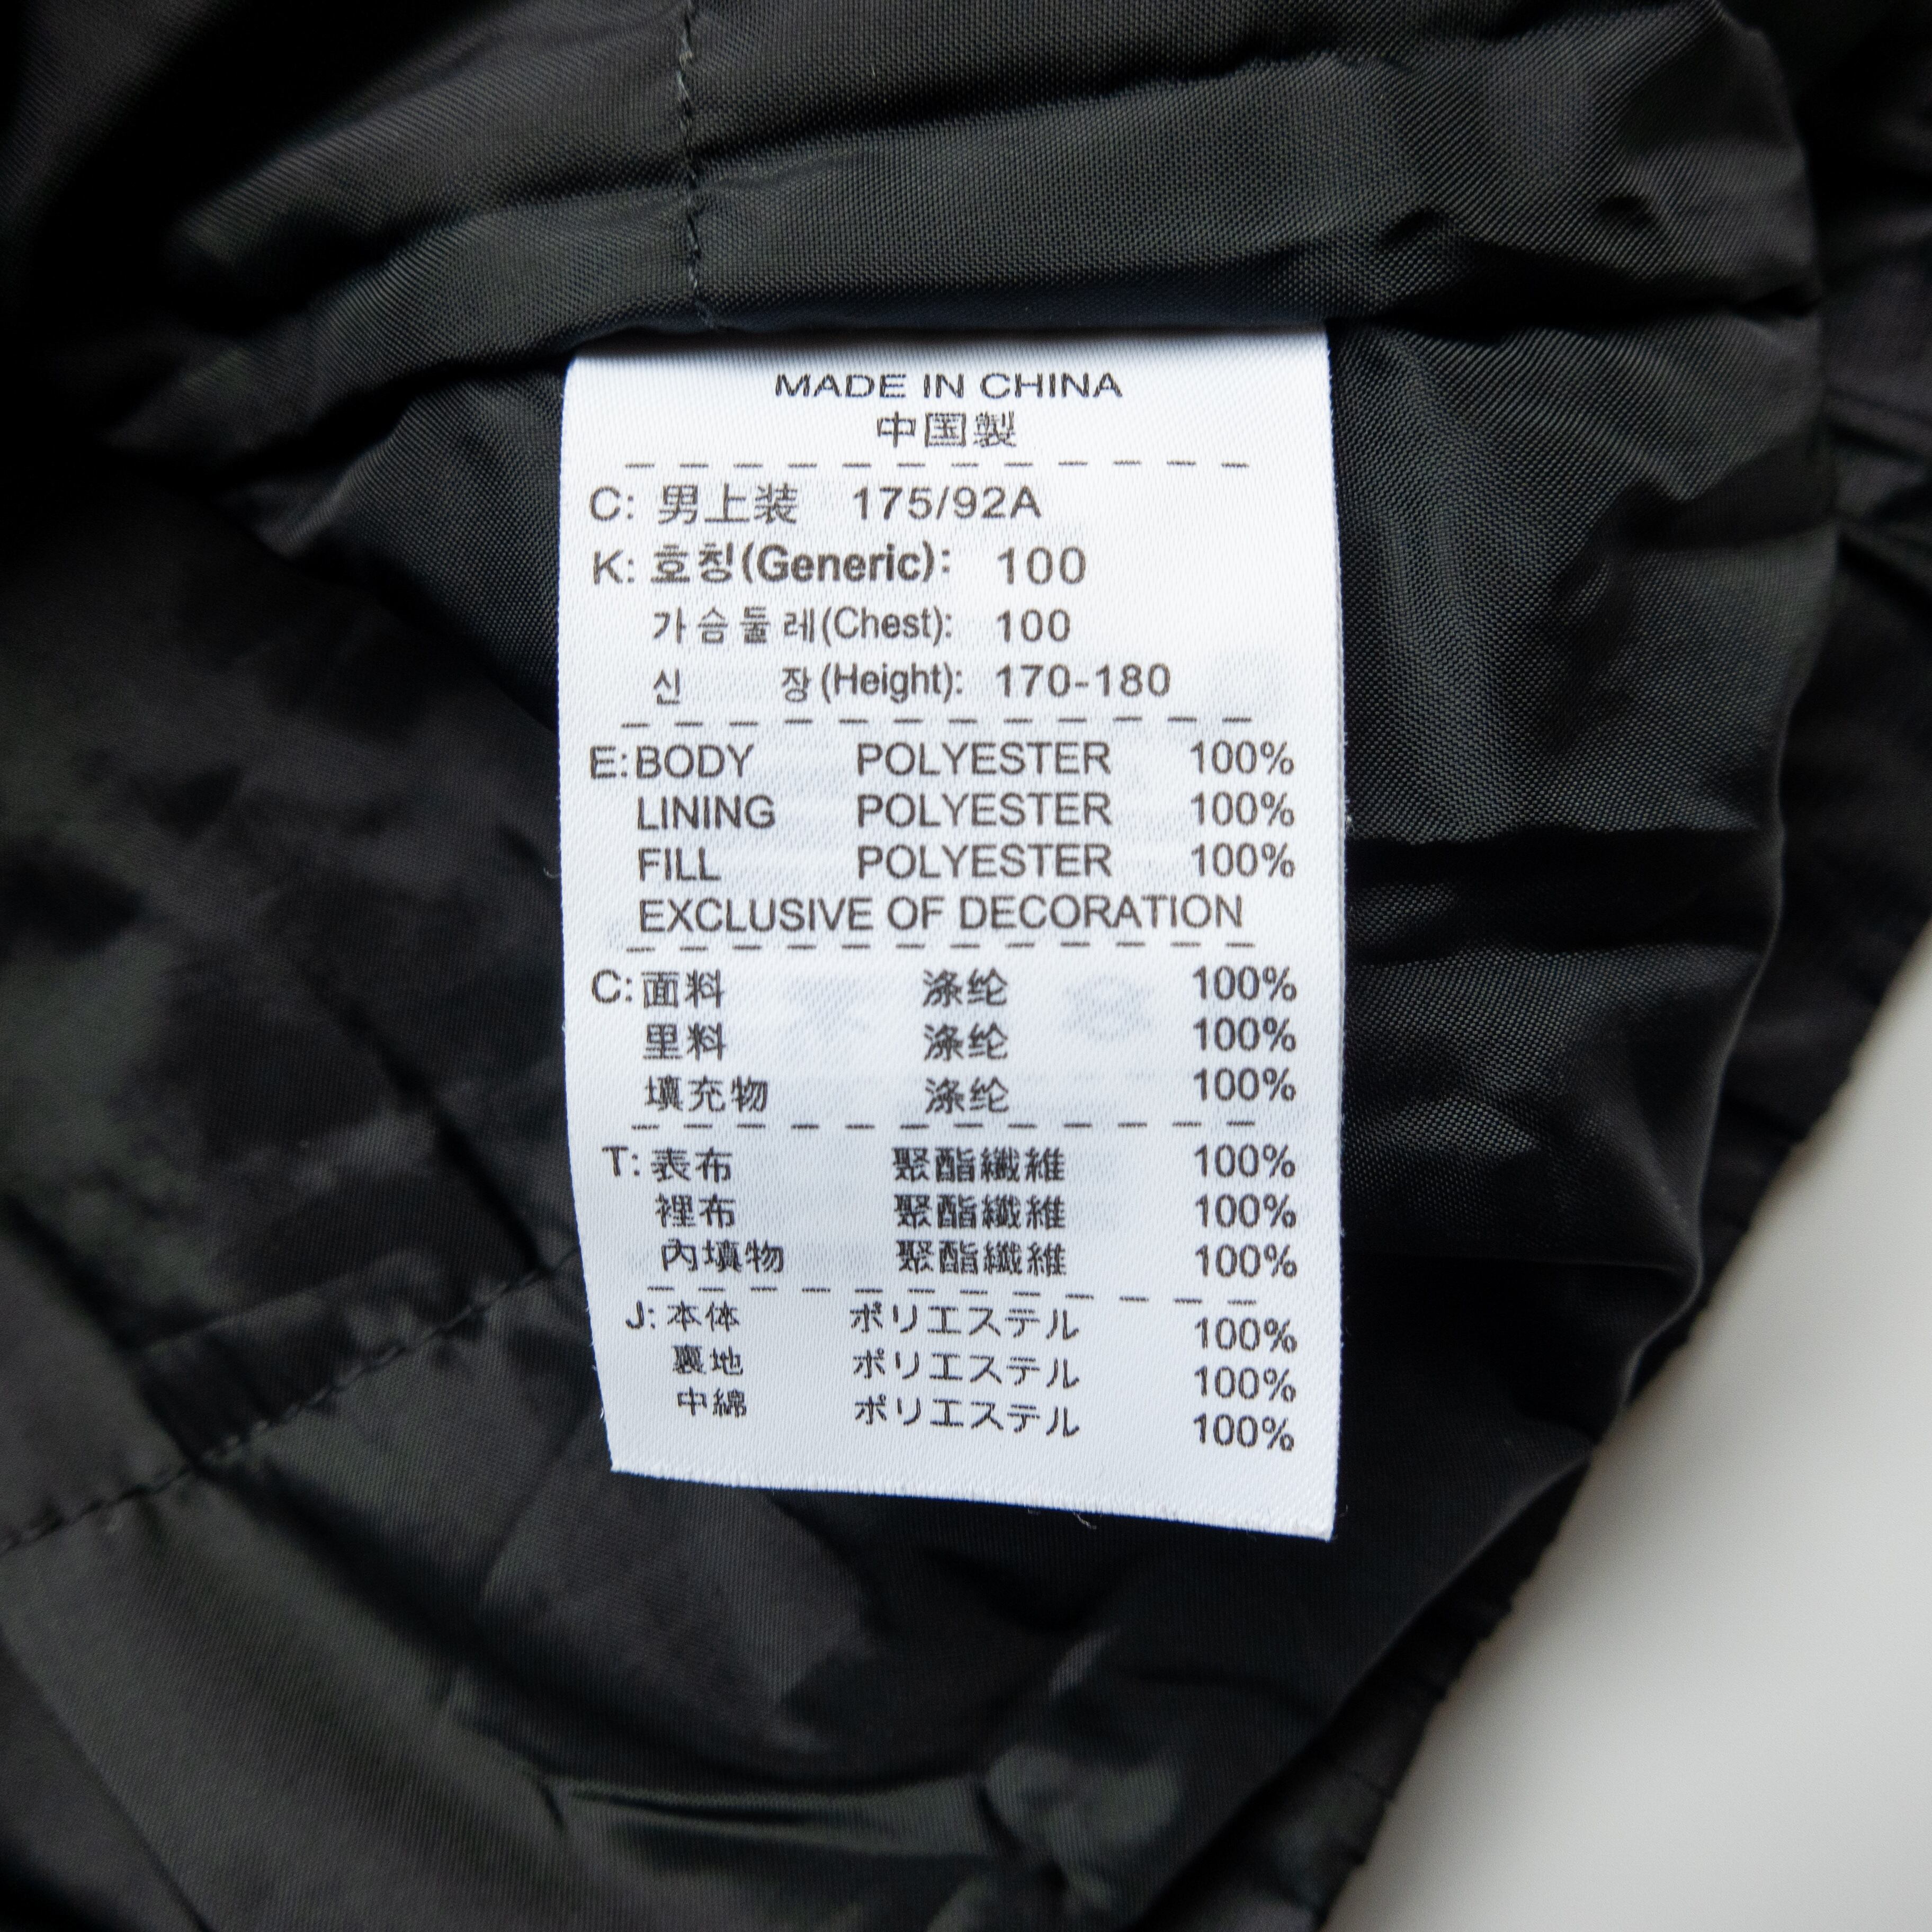 MADE IN CHINA
中国製
C: 男上装 175/92A
K: 호칭(Generic): 100
가슴둘레(Chest): 100
신 장(Height): 170-180
E: BODY POLYESTER 100%
LINING POLYESTER 100%
FILL POLYESTER 100%
EXCLUSIVE OF DECORATION
C: 面料 涤纶 100%
里料 涤纶 100%
填充物 涤纶 100%
T: 表布 聚酯纖維 100%
裡布 聚酯纖維 100%
內填物 聚酯纖維 100%
J: 本体 ポリエステル 100%
裏地 ポリエステル 100%
中綿 ポリエステル 100%